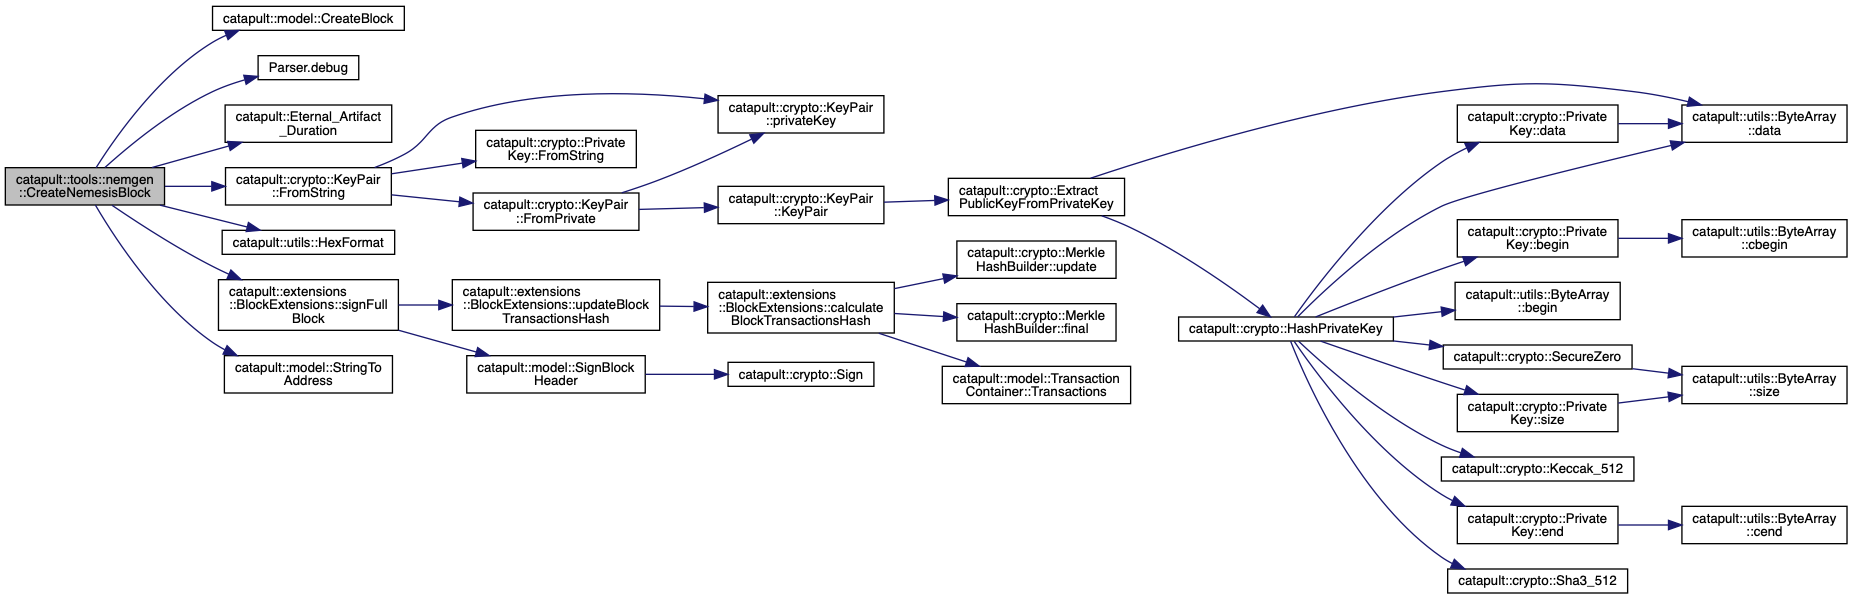 catapult::model::CreateBlock
Parser.debug
catapult::Eternal_Artifact
_Duration
catapult::tools::nemgen
::CreateNemesisBlock
catapult::crypto::KeyPair
::FromString
catapult::utils::HexFormat
catapult::extensions
::BlockExtensions::signFull
Block
catapult::model::StringTo
Address
catapult::crypto::Private
Key::FromString
catapult::crypto::KeyPair
::FromPrivate
catapult::extensions
::BlockExtensions::updateBlock
TransactionsHash
catapult::model::SignBlock
Header
catapult::crypto::KeyPair
::privateKey
catapult::crypto::KeyPair
::KeyPair
catapult::extensions
::BlockExtensions::calculate
BlockTransactionsHash
catapult::crypto::Sign
catapult::crypto::Extract
PublicKeyFromPrivateKey
catapult::crypto::Merkle
HashBuilder::update
catapult::crypto::Merkle
HashBuilder::final
catapult::model::Transaction
Container::Transactions
catapult::crypto::HashPrivateKey
catapult::crypto::Private
Key::data
catapult::crypto::Private
Key::begin
catapult::utils::ByteArray
::begin
catapult::crypto::SecureZero
catapult::crypto::Private
Key::size
catapult::crypto::Keccak_512
catapult::crypto::Private
Key::end
catapult::crypto::Sha3_512
catapult::utils::ByteArray
::data
catapult::utils::ByteArray
::cbegin
catapult::utils::ByteArray
::size
catapult::utils::ByteArray
::cend